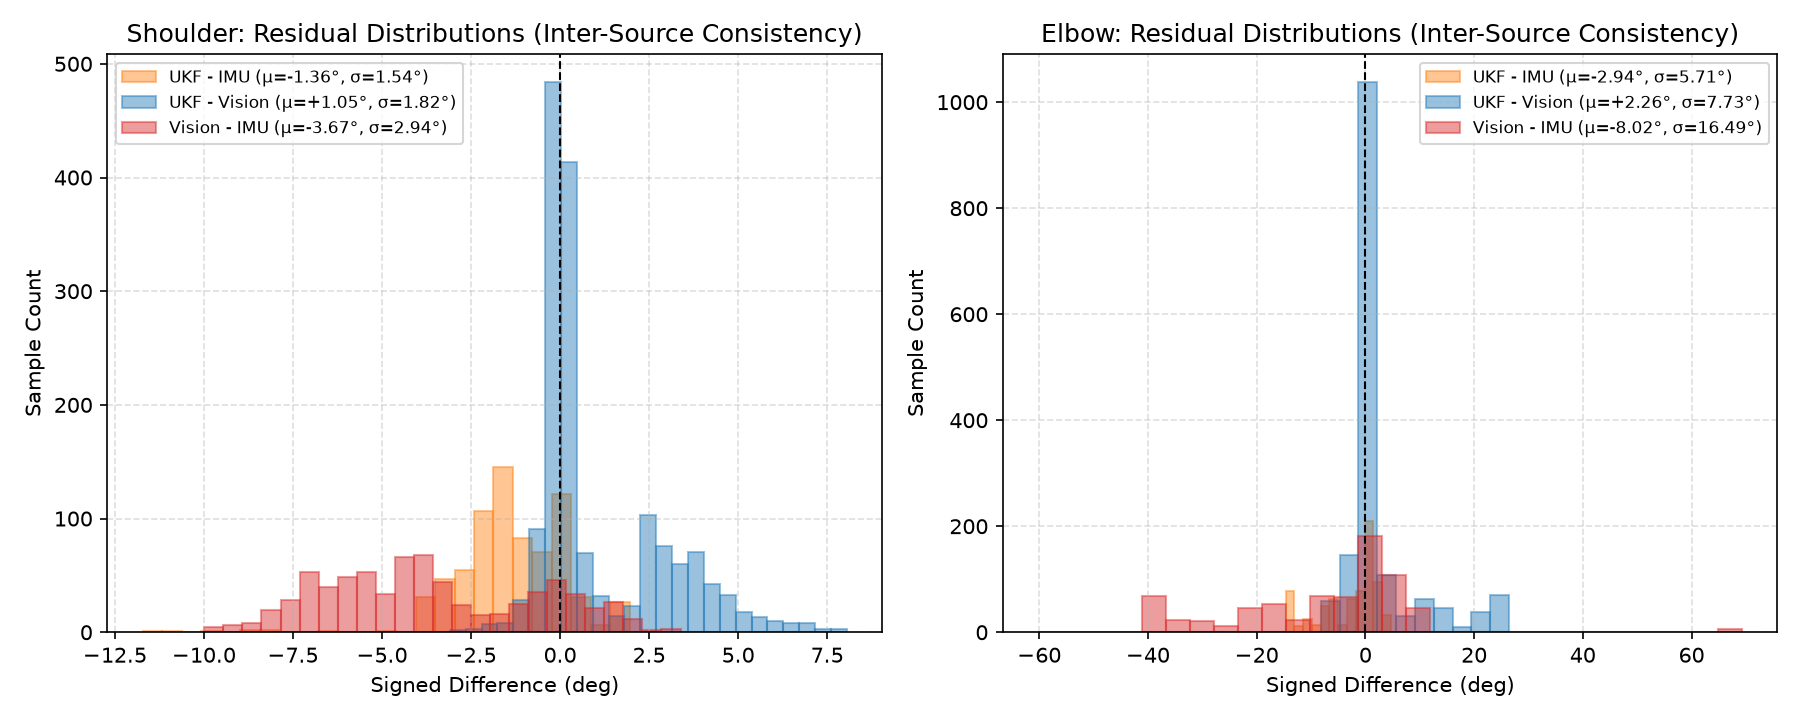 Shoulder: Residual Distributions (Inter-Source Consistency)
UKF - IMU (μ=-1.36°, σ=1.54°)
UKF - Vision (μ=+1.05°, σ=1.82°)
Vision - IMU (μ=-3.67°, σ=2.94°)
500
400
300
200
100
0
Sample Count
−12.5 −10.0 −7.5 −5.0 −2.5 0.0 2.5 5.0 7.5
Signed Difference (deg)
Elbow: Residual Distributions (Inter-Source Consistency)
UKF - IMU (μ=-2.94°, σ=5.71°)
UKF - Vision (μ=+2.26°, σ=7.73°)
Vision - IMU (μ=-8.02°, σ=16.49°)
1000
800
600
400
200
0
Sample Count
−60 −40 −20 0 20 40 60
Signed Difference (deg)